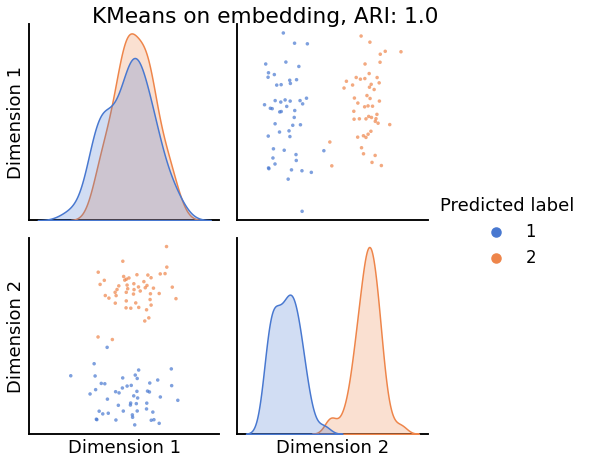 KMeans on embedding, ARI: 1.0
Dimension 1
Predicted label
1
2
Dimension 2
Dimension 1
Dimension 2